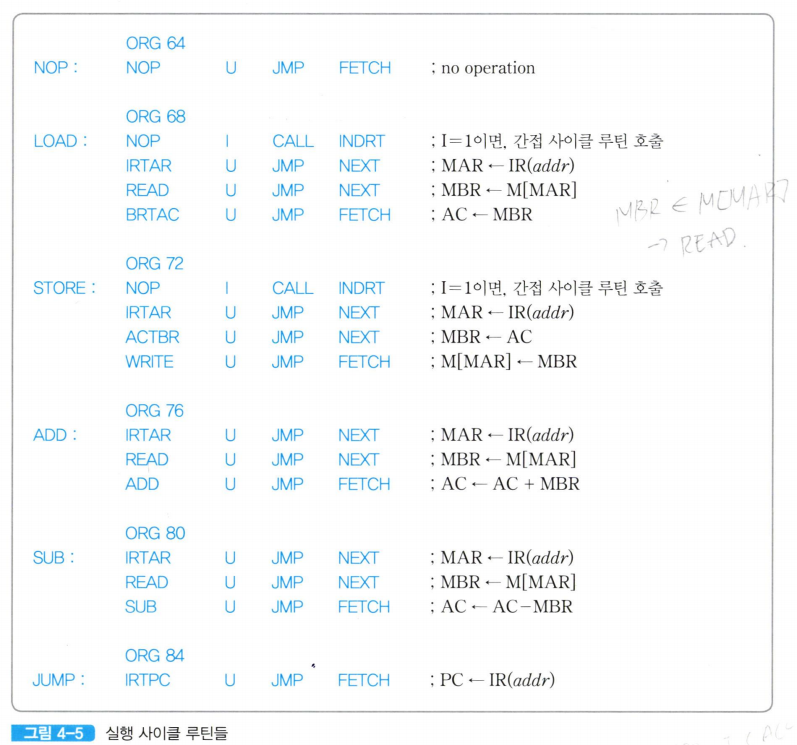 ORG 64
NOP : NOP U JMP FETCH ; no operation
ORG 68
LOAD : NOP I CALL INDRT ; I=1이면, 간접 사이클 루틴 호출
IRTAR U JMP NEXT ; MAR ← IR(addr)
READ U JMP NEXT ; MBR ← M[MAR]
BRTAC U JMP FETCH ; AC ← MBR
MBR ∈ M[MAR]
→ READ.
ORG 72
STORE : NOP I CALL INDRT ; I=1이면, 간접 사이클 루틴 호출
IRTAR U JMP NEXT ; MAR ← IR(addr)
ACTBR U JMP NEXT ; MBR ← AC
WRITE U JMP FETCH ; M[MAR] ← MBR
ORG 76
ADD : IRTAR U JMP NEXT ; MAR ← IR(addr)
READ U JMP NEXT ; MBR ← M[MAR]
ADD U JMP FETCH ; AC ← AC + MBR
ORG 80
SUB : IRTAR U JMP NEXT ; MAR ← IR(addr)
READ U JMP NEXT ; MBR ← M[MAR]
SUB U JMP FETCH ; AC ← AC−MBR
ORG 84
JUMP : IRTPC U JMP FETCH ; PC ← IR(addr)
그림 4–5 실행 사이클 루틴들